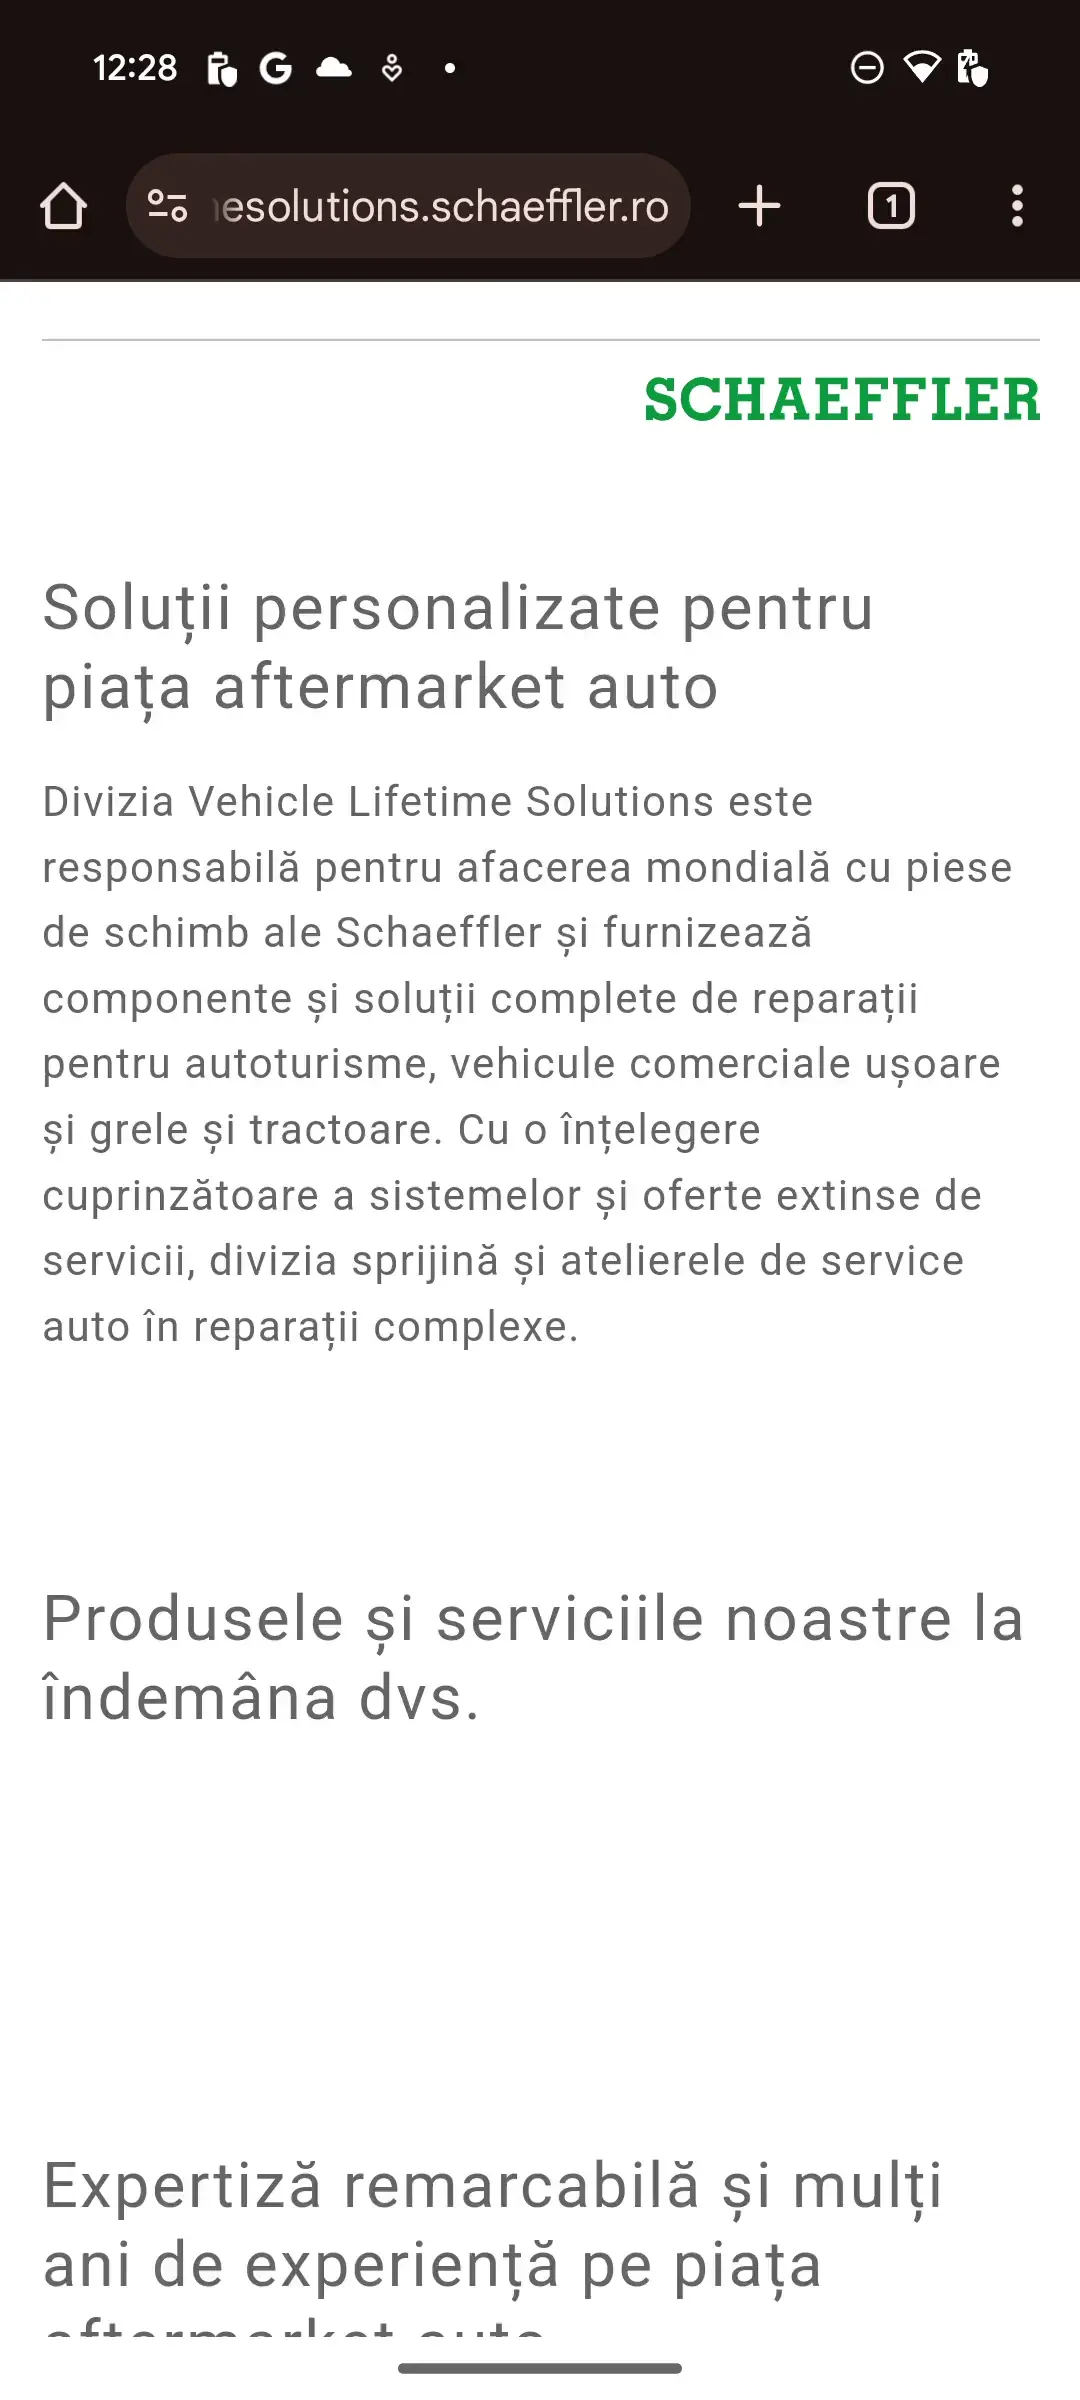 12:28
esolutions.schaeffler.ro
1
SCHAEFFLER
Soluții personalizate pentru
piața aftermarket auto
Divizia Vehicle Lifetime Solutions este
responsabilă pentru afacerea mondială cu piese
de schimb ale Schaeffler și furnizează
componente și soluții complete de reparații
pentru autoturisme, vehicule comerciale ușoare
și grele și tractoare. Cu o înțelegere
cuprinzătoare a sistemelor și oferte extinse de
servicii, divizia sprijină și atelierele de service
auto în reparații complexe.
Produsele și serviciile noastre la
îndemâna dvs.
Expertiză remarcabilă și mulți
ani de experiență pe piața
aftermarket auto